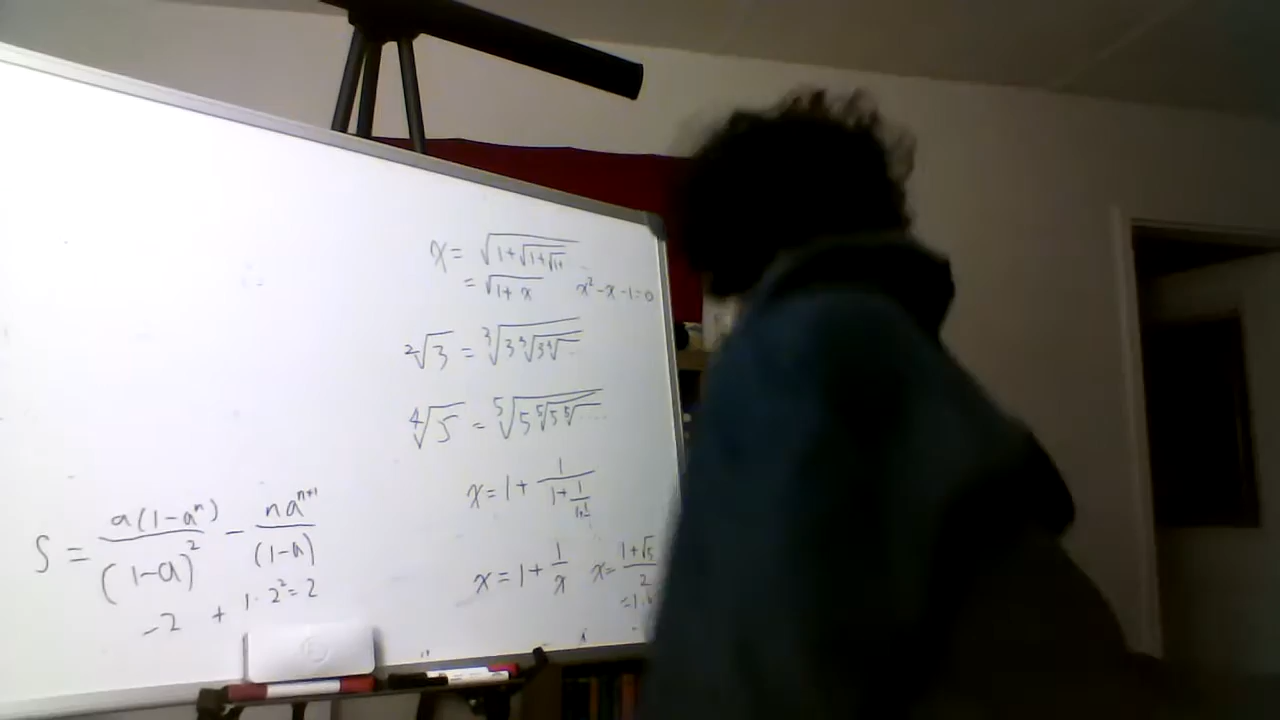 x = √1+√1+√1+
= √1+x   x²-x-1=0
²√3 = ³√3³√3³√...
⁴√5 = ⁵√5⁵√5⁵√....
x = 1 + 1/(1+1/(1+1
x = 1 + 1/x   x = (1+√5)/2
=1.6
S = a(1-aⁿ)/(1-a)² - naⁿ⁺¹/(1-a)
-2 + 1·2²=2